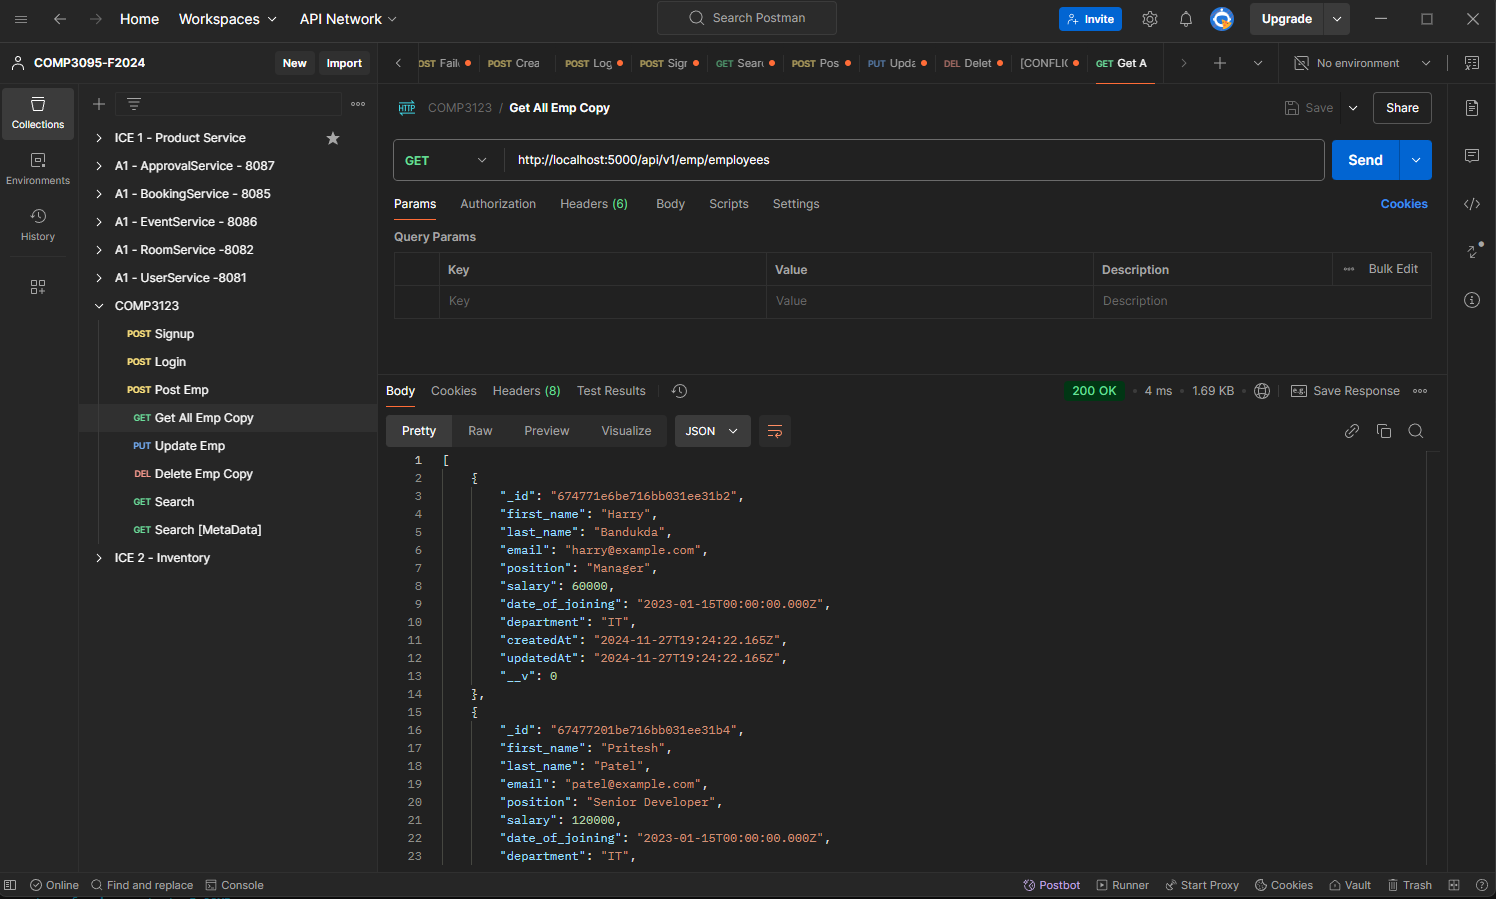 Home Workspaces API Network Search Postman Invite Upgrade
COMP3095-F2024 New Import
POST Faile POST Crea POST Log POST Sig GET Searc POST Pos PUT Upda DEL Delet [CONFLIC GET Get A No environment
Collections
Environments
History
ICE 1 - Product Service
A1 - ApprovalService - 8087
A1 - BookingService - 8085
A1 - EventService - 8086
A1 - RoomService -8082
A1 - UserService -8081
COMP3123
POST Signup
POST Login
POST Post Emp
GET Get All Emp Copy
PUT Update Emp
DEL Delete Emp Copy
GET Search
GET Search [MetaData]
ICE 2 - Inventory
HTTP COMP3123 / Get All Emp Copy Save Share
GET http://localhost:5000/api/v1/emp/employees Send
Params Authorization Headers (6) Body Scripts Settings Cookies
Query Params
Key Value Description Bulk Edit
Key Value Description
Body Cookies Headers (8) Test Results 200 OK 4 ms 1.69 KB e.g. Save Response
Pretty Raw Preview Visualize JSON
1 [
2 {
3 "_id": "674771e6be716bb031ee31b2",
4 "first_name": "Harry",
5 "last_name": "Bandukda",
6 "email": "harry@example.com",
7 "position": "Manager",
8 "salary": 60000,
9 "date_of_joining": "2023-01-15T00:00:00.000Z",
10 "department": "IT",
11 "createdAt": "2024-11-27T19:24:22.165Z",
12 "updatedAt": "2024-11-27T19:24:22.165Z",
13 "__v": 0
14 },
15 {
16 "_id": "67477201be716bb031ee31b4",
17 "first_name": "Pritesh",
18 "last_name": "Patel",
19 "email": "patel@example.com",
20 "position": "Senior Developer",
21 "salary": 120000,
22 "date_of_joining": "2023-01-15T00:00:00.000Z",
23 "department": "IT",
Online Find and replace Console Postbot Runner Start Proxy Cookies Vault Trash